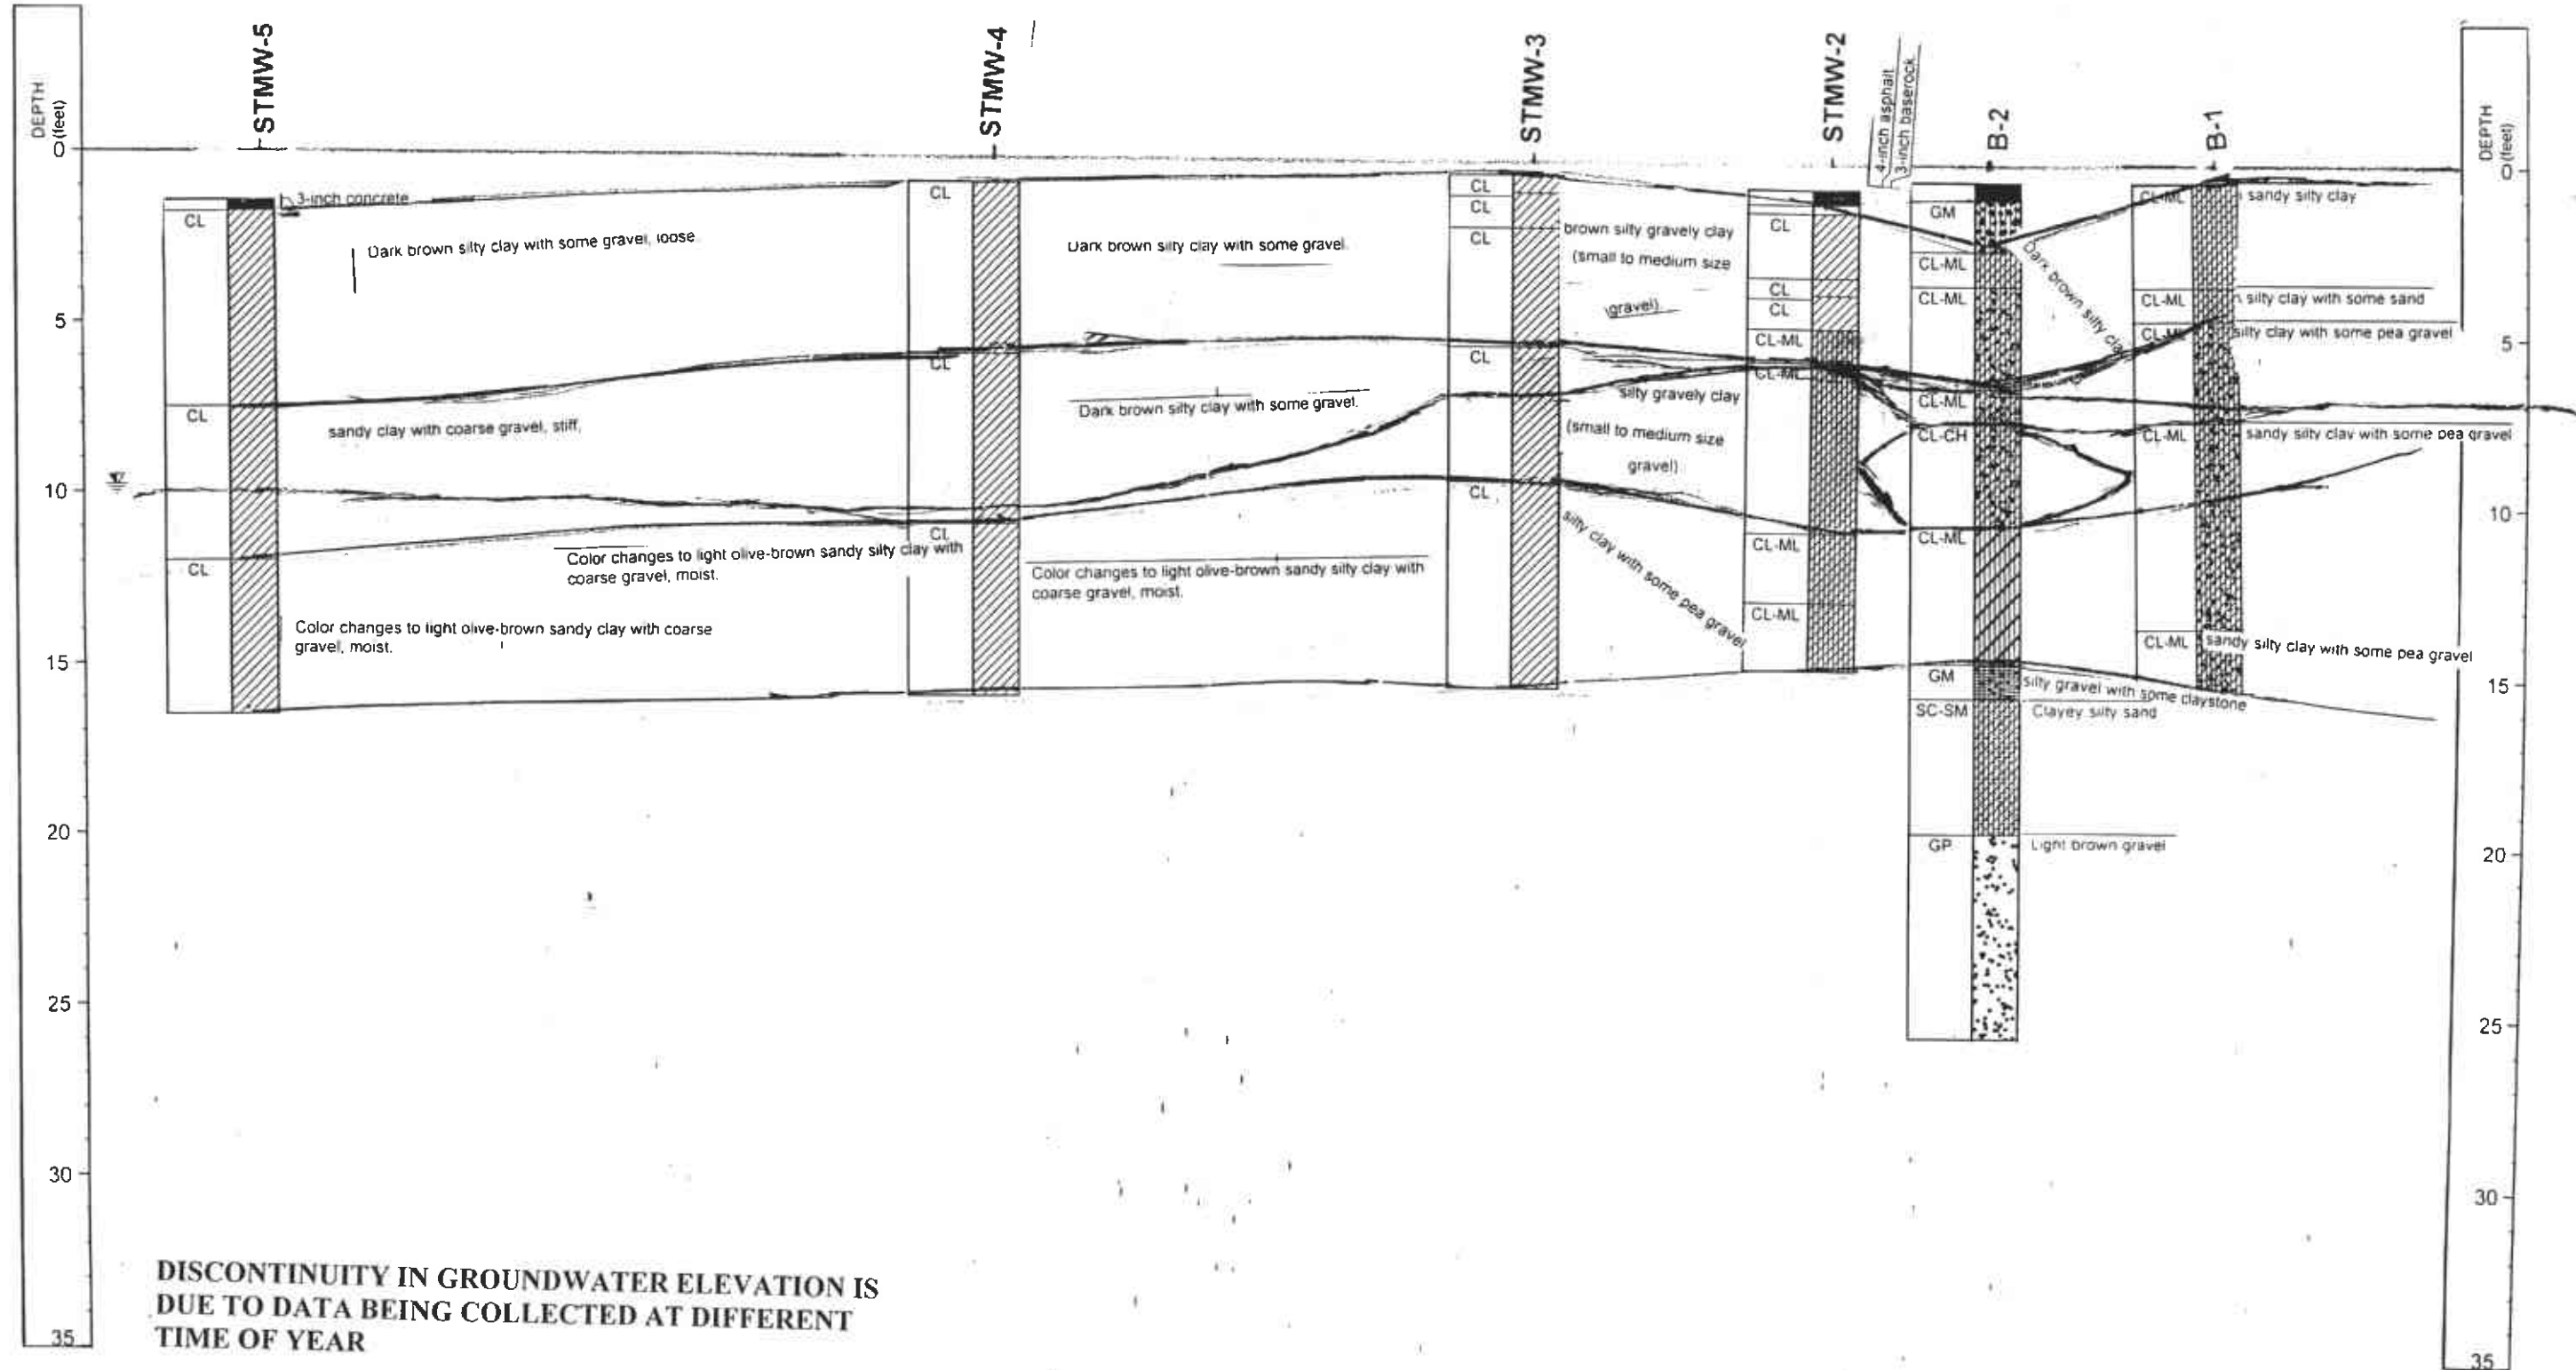 DEPTH
(feet)
STMW-5
STMW-4
STMW-3
STMW-2
4-inch asphalt
3-inch baserock
B-2
B-1
DEPTH
(feet)
0
5
10
15
20
25
30
35
3-inch concrete
CL
Dark brown silty clay with some gravel, loose
CL
sandy clay with coarse gravel, stiff,
CL
Color changes to light olive-brown sandy clay with coarse
gravel, moist.
Color changes to light olive-brown sandy silty clay with
coarse gravel, moist.
CL
Dark brown silty clay with some gravel.
CL
Dark brown silty clay with some gravel.
CL
Color changes to light olive-brown sandy silty clay with
coarse gravel, moist.
CL
CL
CL
brown silty gravely clay
(small to medium size
gravel)
CL
silty gravely clay
(small to medium size
gravel)
CL
silty clay with some pea gravel
CL
CL
CL
CL-ML
CL-ML
CL-ML
CL-ML
GM
CL-ML
CL-ML
Dark brown silty clay
CL-ML
CL-CH
CL-ML
GM
silty gravel with some claystone
SC-SM
Clayey silty sand
GP
Light brown gravel
CL-ML
sandy silty clay
CL-ML
silty clay with some sand
CL-ML
silty clay with some pea gravel
CL-ML
sandy silty clay with some pea gravel
CL-ML
sandy silty clay with some pea gravel
0
5
10
15
20
25
30
35
DISCONTINUITY IN GROUNDWATER ELEVATION IS
DUE TO DATA BEING COLLECTED AT DIFFERENT
TIME OF YEAR